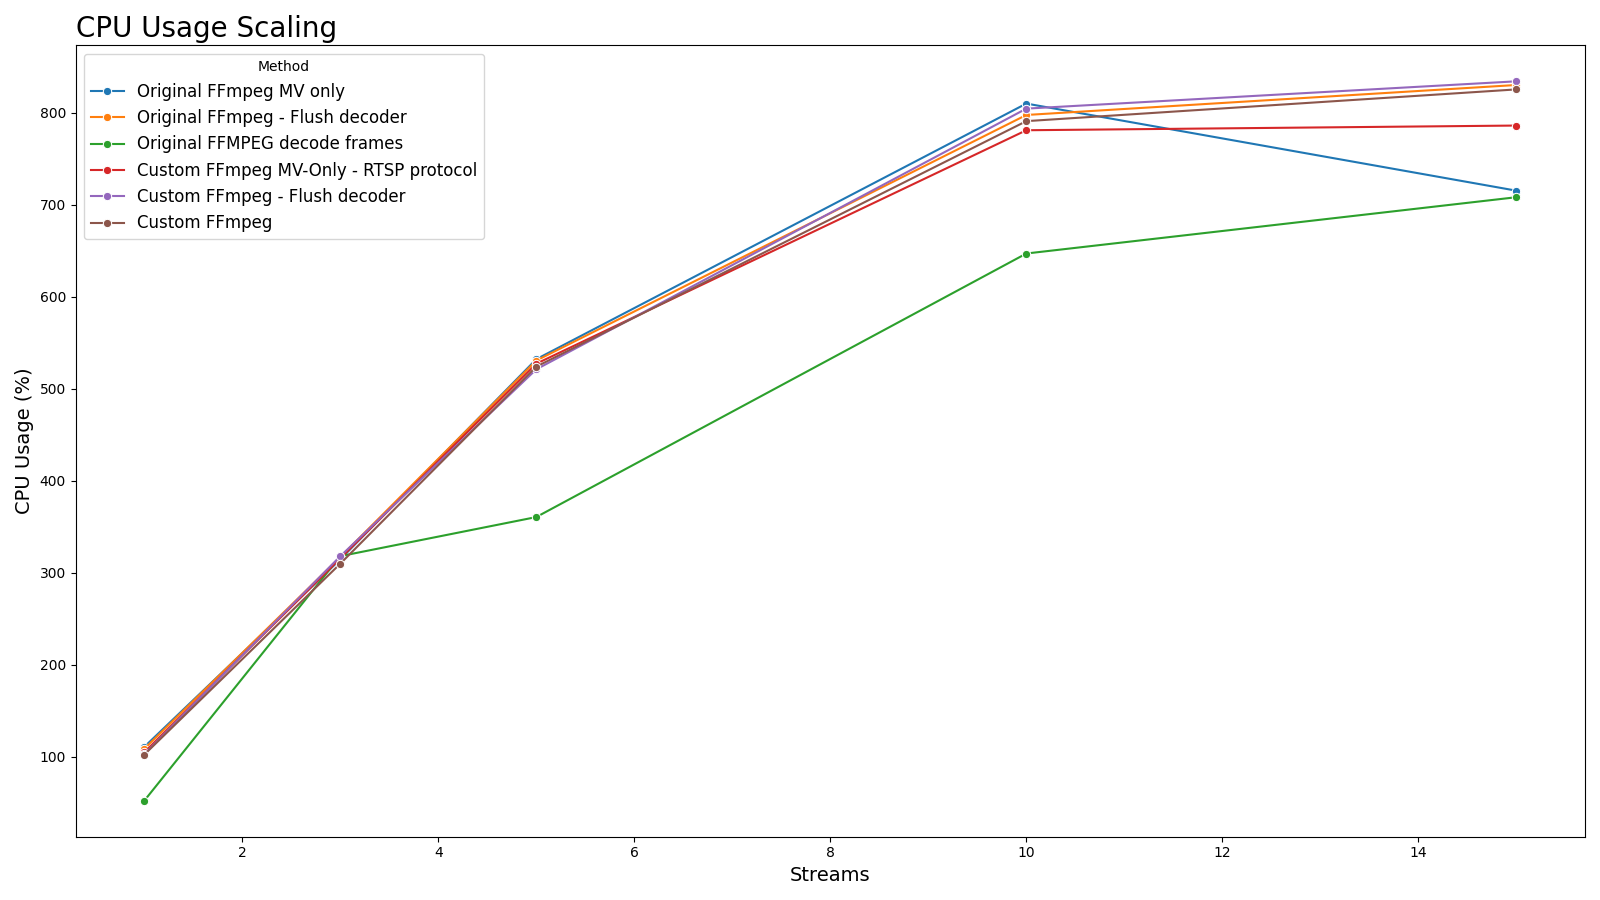 CPU Usage Scaling
Method
Original FFmpeg MV only
Original FFmpeg - Flush decoder
Original FFMPEG decode frames
Custom FFmpeg MV-Only - RTSP protocol
Custom FFmpeg - Flush decoder
Custom FFmpeg
CPU Usage (%)
800
700
600
500
400
300
200
100
2 4 6 8 10 12 14
Streams